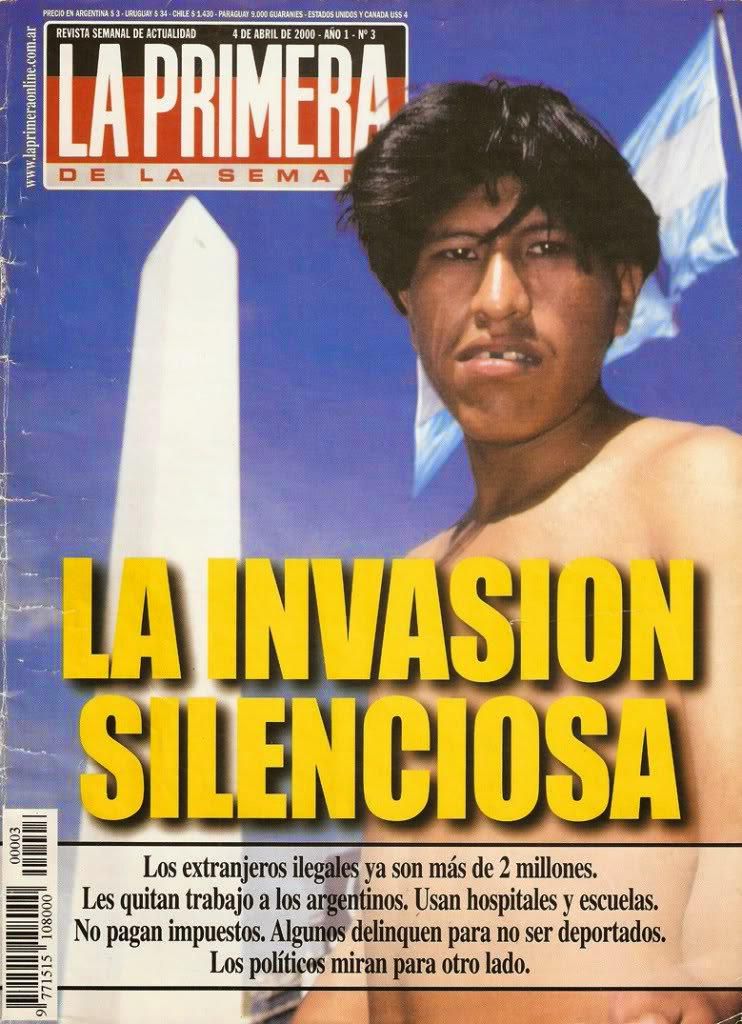 PRECIO EN ARGENTINA $ 3 - URUGUAY $ 34 - CHILE $ 1.430 - PARAGUAY 9.000 GUARANIES - ESTADOS UNIDOS Y CANADA US$ 4
REVISTA SEMANAL DE ACTUALIDAD 4 DE ABRIL DE 2000 - AÑO 1 - Nº 3
LA PRIMERA
DE LA SEMAN
www.laprimeraonline.com.ar
LA INVASION
SILENCIOSA
Los extranjeros ilegales ya son más de 2 millones.
Les quitan trabajo a los argentinos. Usan hospitales y escuelas.
No pagan impuestos. Algunos delinquen para no ser deportados.
Los políticos miran para otro lado.
00003
9 771515 108000